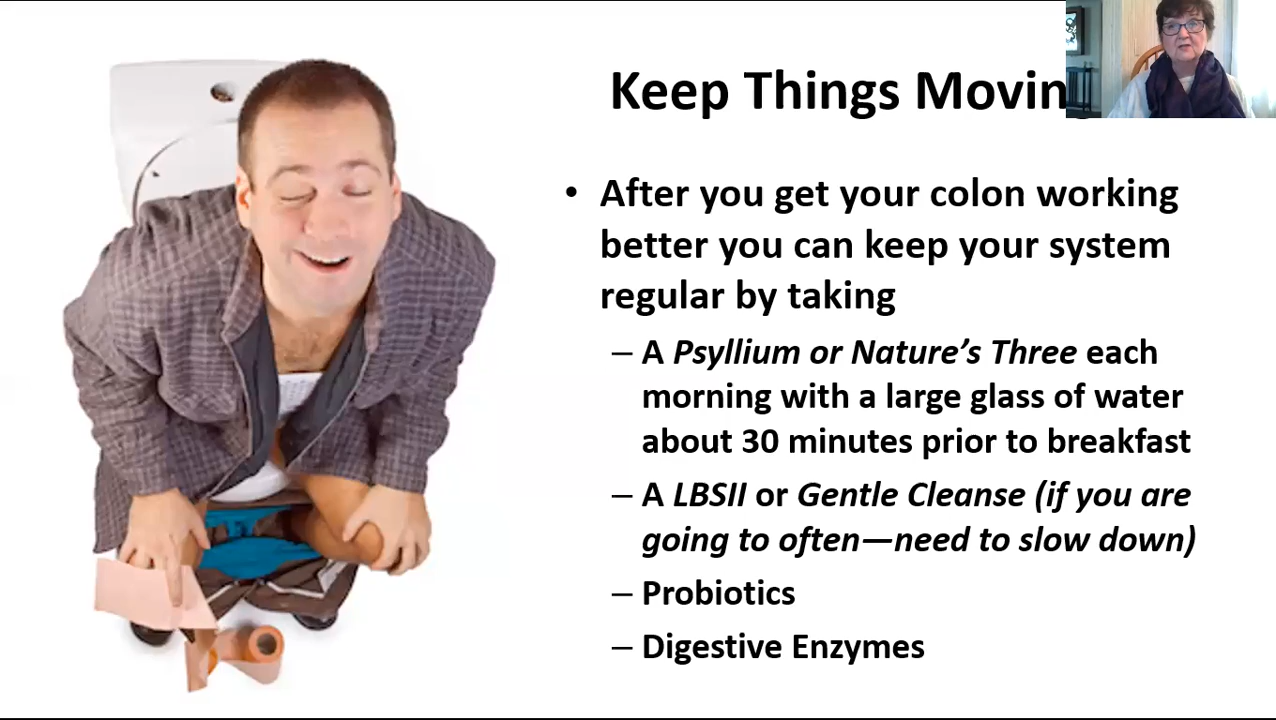 Keep Things Movin
• After you get your colon working
better you can keep your system
regular by taking
– A Psyllium or Nature’s Three each
morning with a large glass of water
about 30 minutes prior to breakfast
– A LBSII or Gentle Cleanse (if you are
going to often—need to slow down)
– Probiotics
– Digestive Enzymes